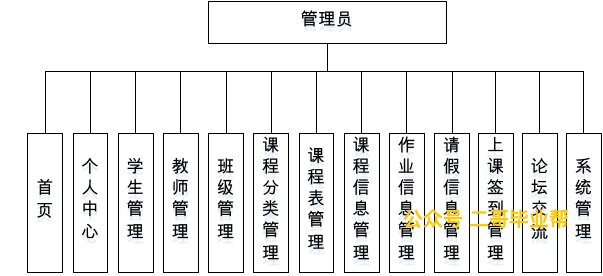 管理员
首页
个人中心
学生管理
教师管理
班级管理
课程分类管理
课程表管理
课程信息管理
作业信息管理
请假信息管理
上课签到管理
论坛交流
系统管理
公众号 二哥毕业帮